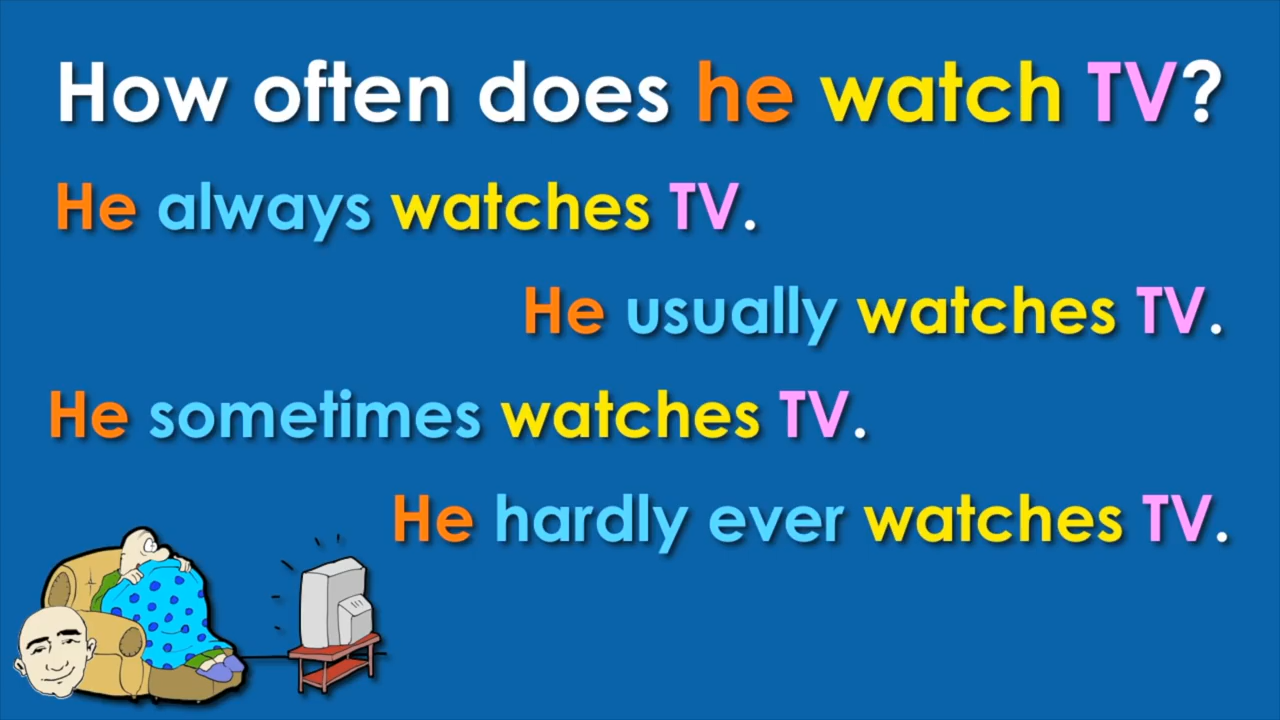 How often does he watch TV?
He always watches TV.
He usually watches TV.
He sometimes watches TV.
He hardly ever watches TV.